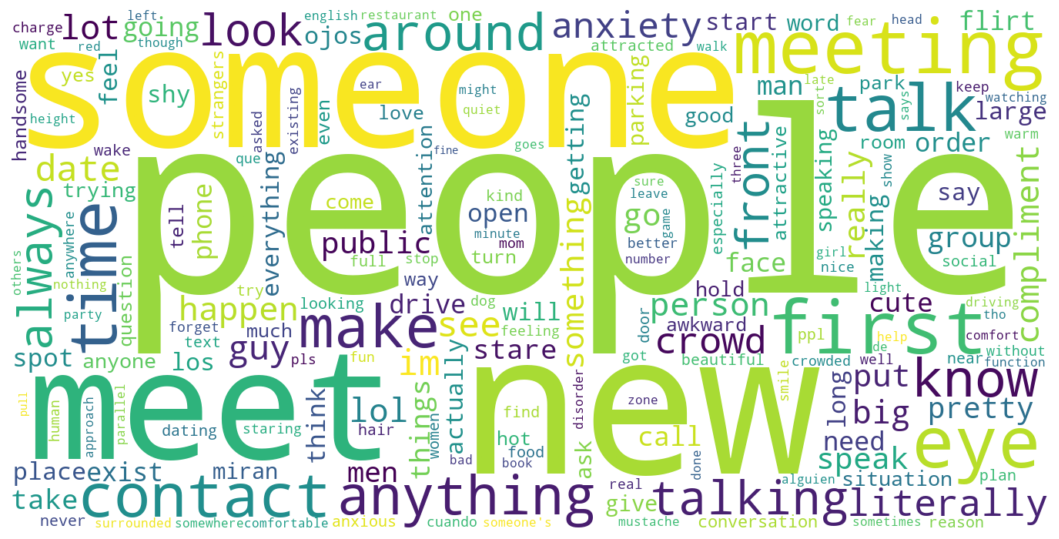 charge left english restaurant one
lot going look ojos around anxiety start word flirt
want red though attracted walk fear head
yes feel someone meeting
handsome shy ear might quiet strangers parking man park late keep
height love good talk sorts says watching large
wake asked existing even goes fine room order warm
date que people three show
trying everything attention kind sure getting front attractive speaking really say
always time phone tell come open minute mom leave game go especially making compliment
anywhere public better number girl group
others nothing question full stop turn something face nice social
party try way hold light driving
happen looking dog will person cute tho
forget much text drive feeling see door awkward crowd first comfort
spot anyone los guy pls make stare got ppl help
fun im actually beautiful crowded well near de without function
pull human approach parallel meet think lol things women find new disorder zone smile long put know
dating staring hair hot call big pretty
place exist miran men bad food book ask done need speak eye
take contact anything real give talking alguien situation plan literally
never surrounded somewhere comfortable anxious cuando someone's mustache conversation sometimes reason